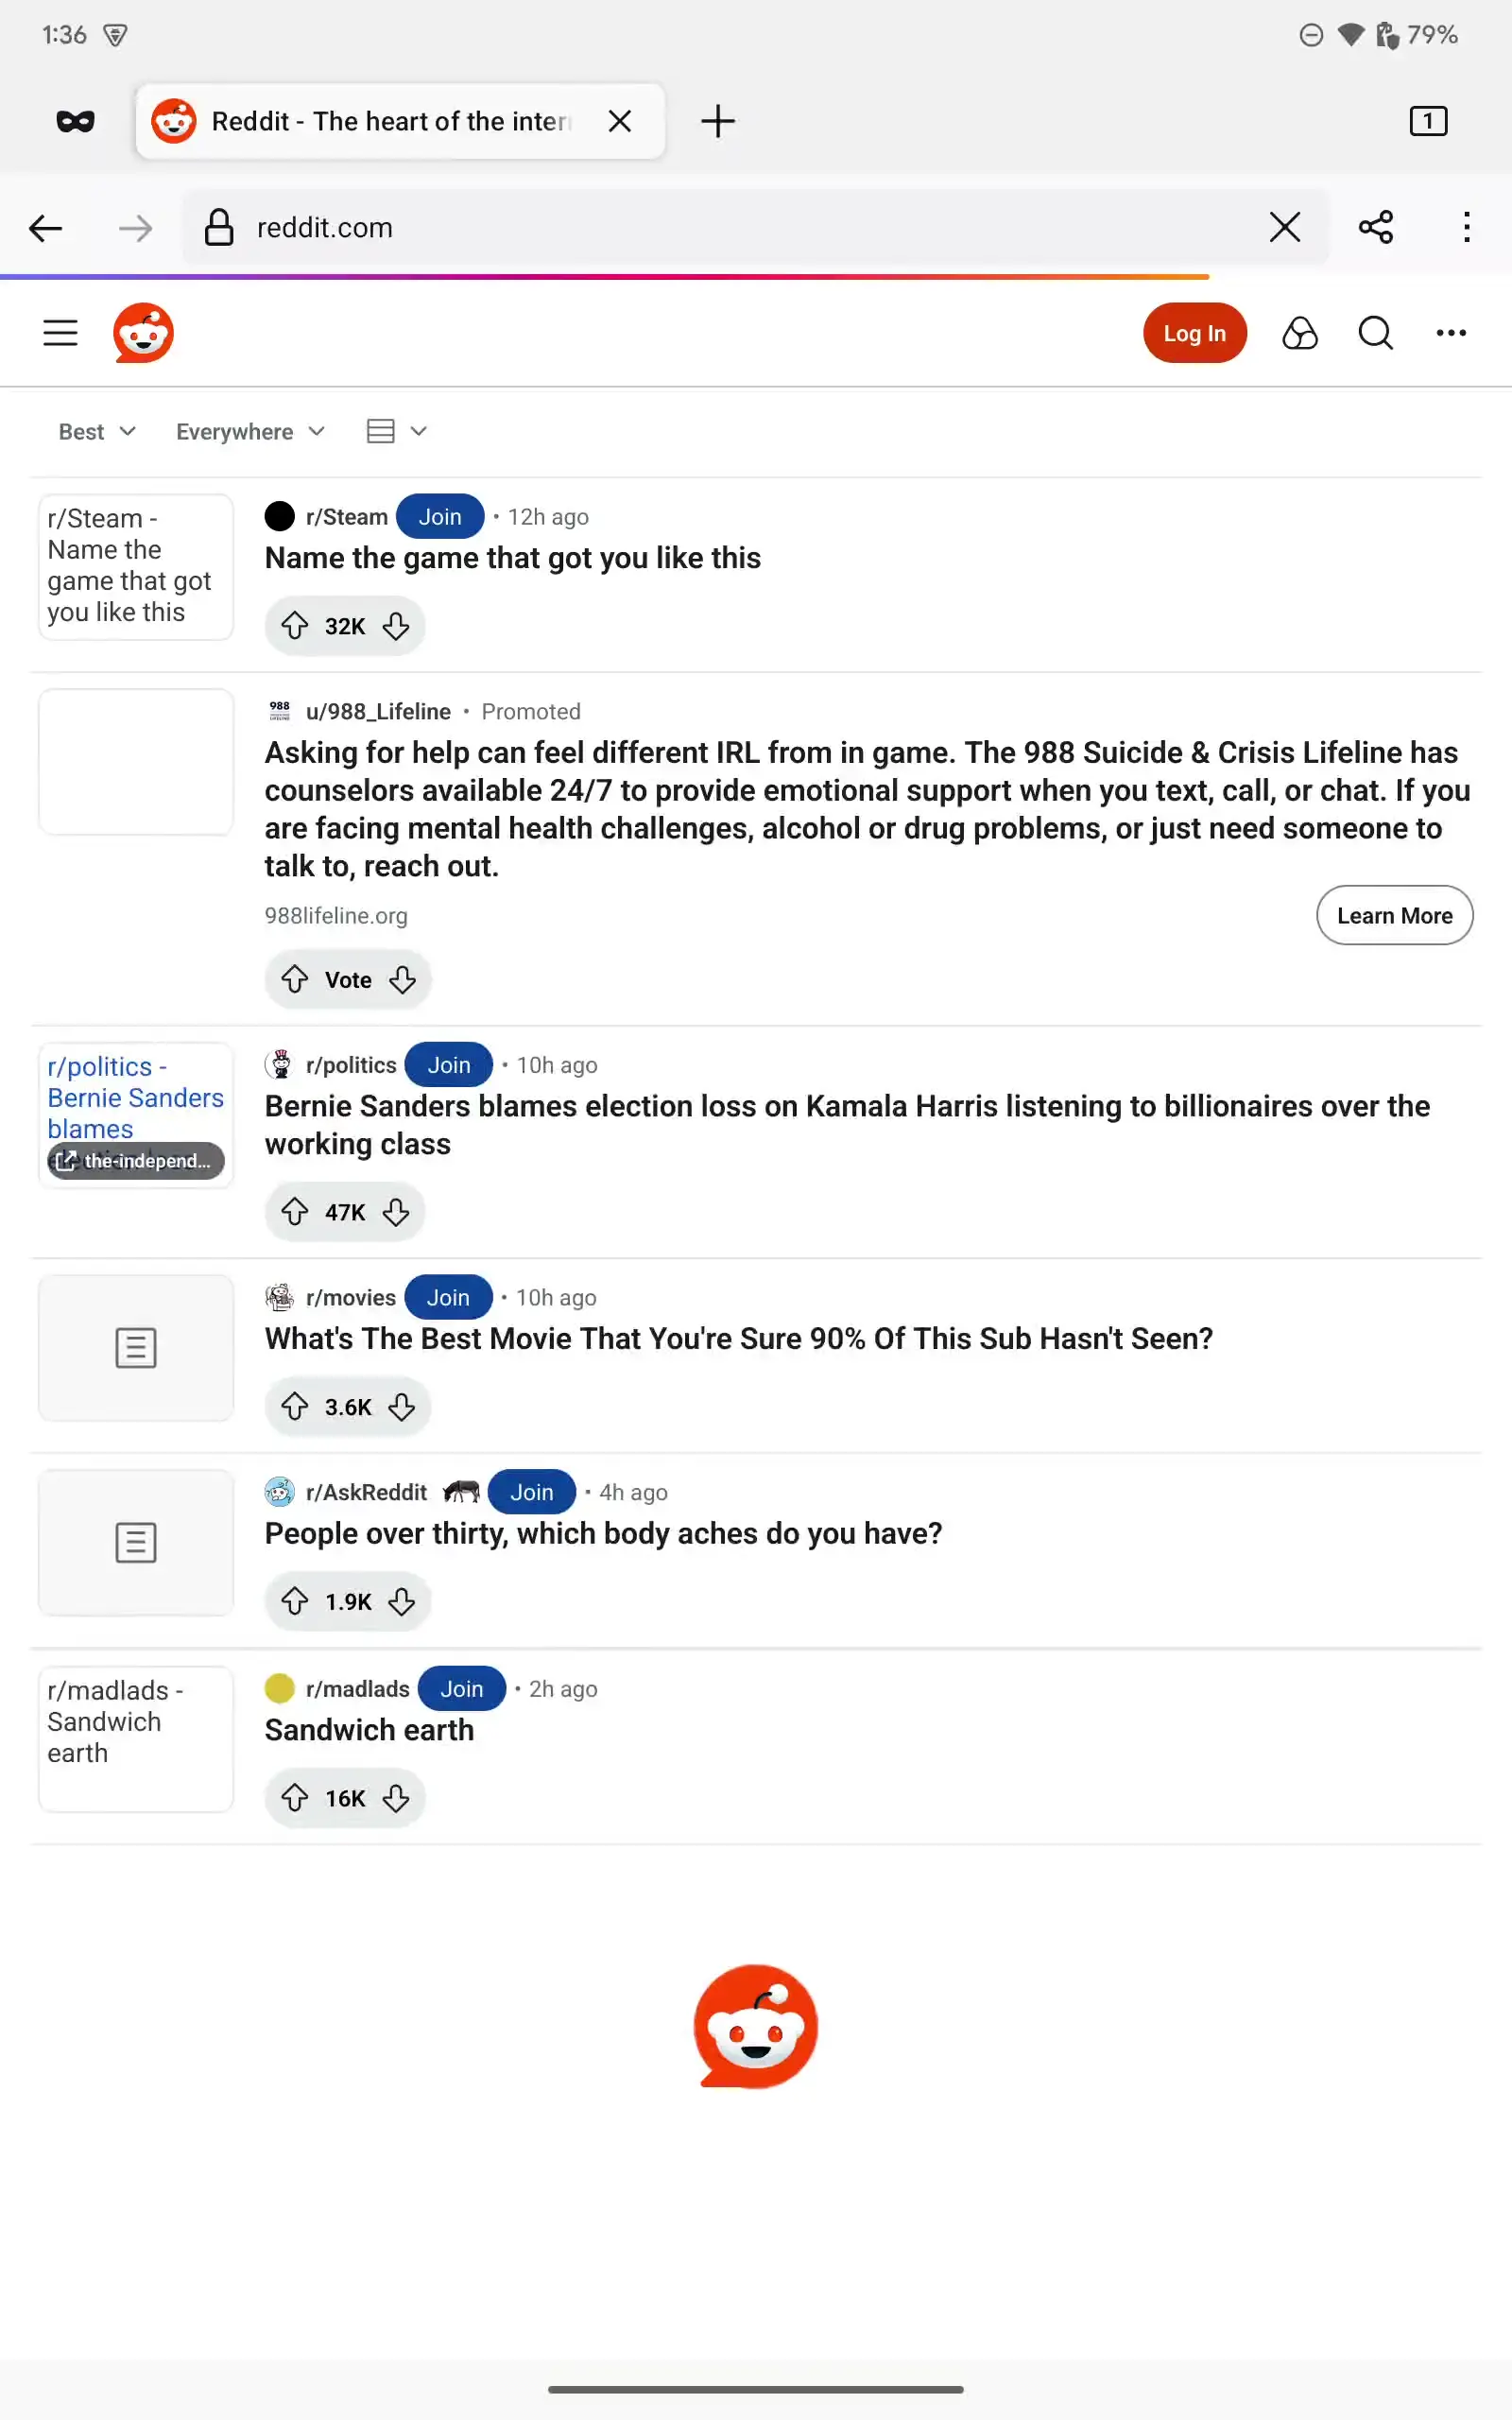 1:36
79%
Reddit - The heart of the inter
1
reddit.com
Log In
Best
Everywhere
r/Steam -
Name the
game that got
you like this
r/Steam Join • 12h ago
Name the game that got you like this
32K
988
u/988_Lifeline • Promoted
Asking for help can feel different IRL from in game. The 988 Suicide & Crisis Lifeline has
counselors available 24/7 to provide emotional support when you text, call, or chat. If you
are facing mental health challenges, alcohol or drug problems, or just need someone to
talk to, reach out.
988lifeline.org
Learn More
Vote
r/politics -
Bernie Sanders
blames
the-independ...
r/politics Join • 10h ago
Bernie Sanders blames election loss on Kamala Harris listening to billionaires over the
working class
47K
r/movies Join • 10h ago
What's The Best Movie That You're Sure 90% Of This Sub Hasn't Seen?
3.6K
r/AskReddit Join • 4h ago
People over thirty, which body aches do you have?
1.9K
r/madlads -
Sandwich
earth
r/madlads Join • 2h ago
Sandwich earth
16K